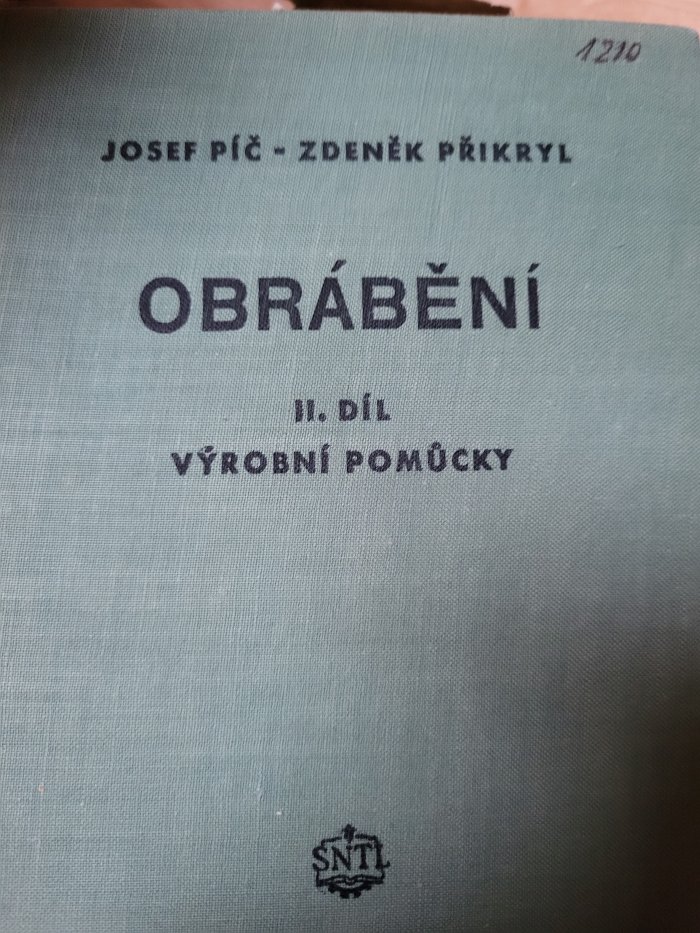 1210
JOSEF PÍČ - ZDENĚK PŘIKRYL
OBRÁBĚNÍ
II. DÍL
VÝROBNÍ POMŮCKY
SNTL